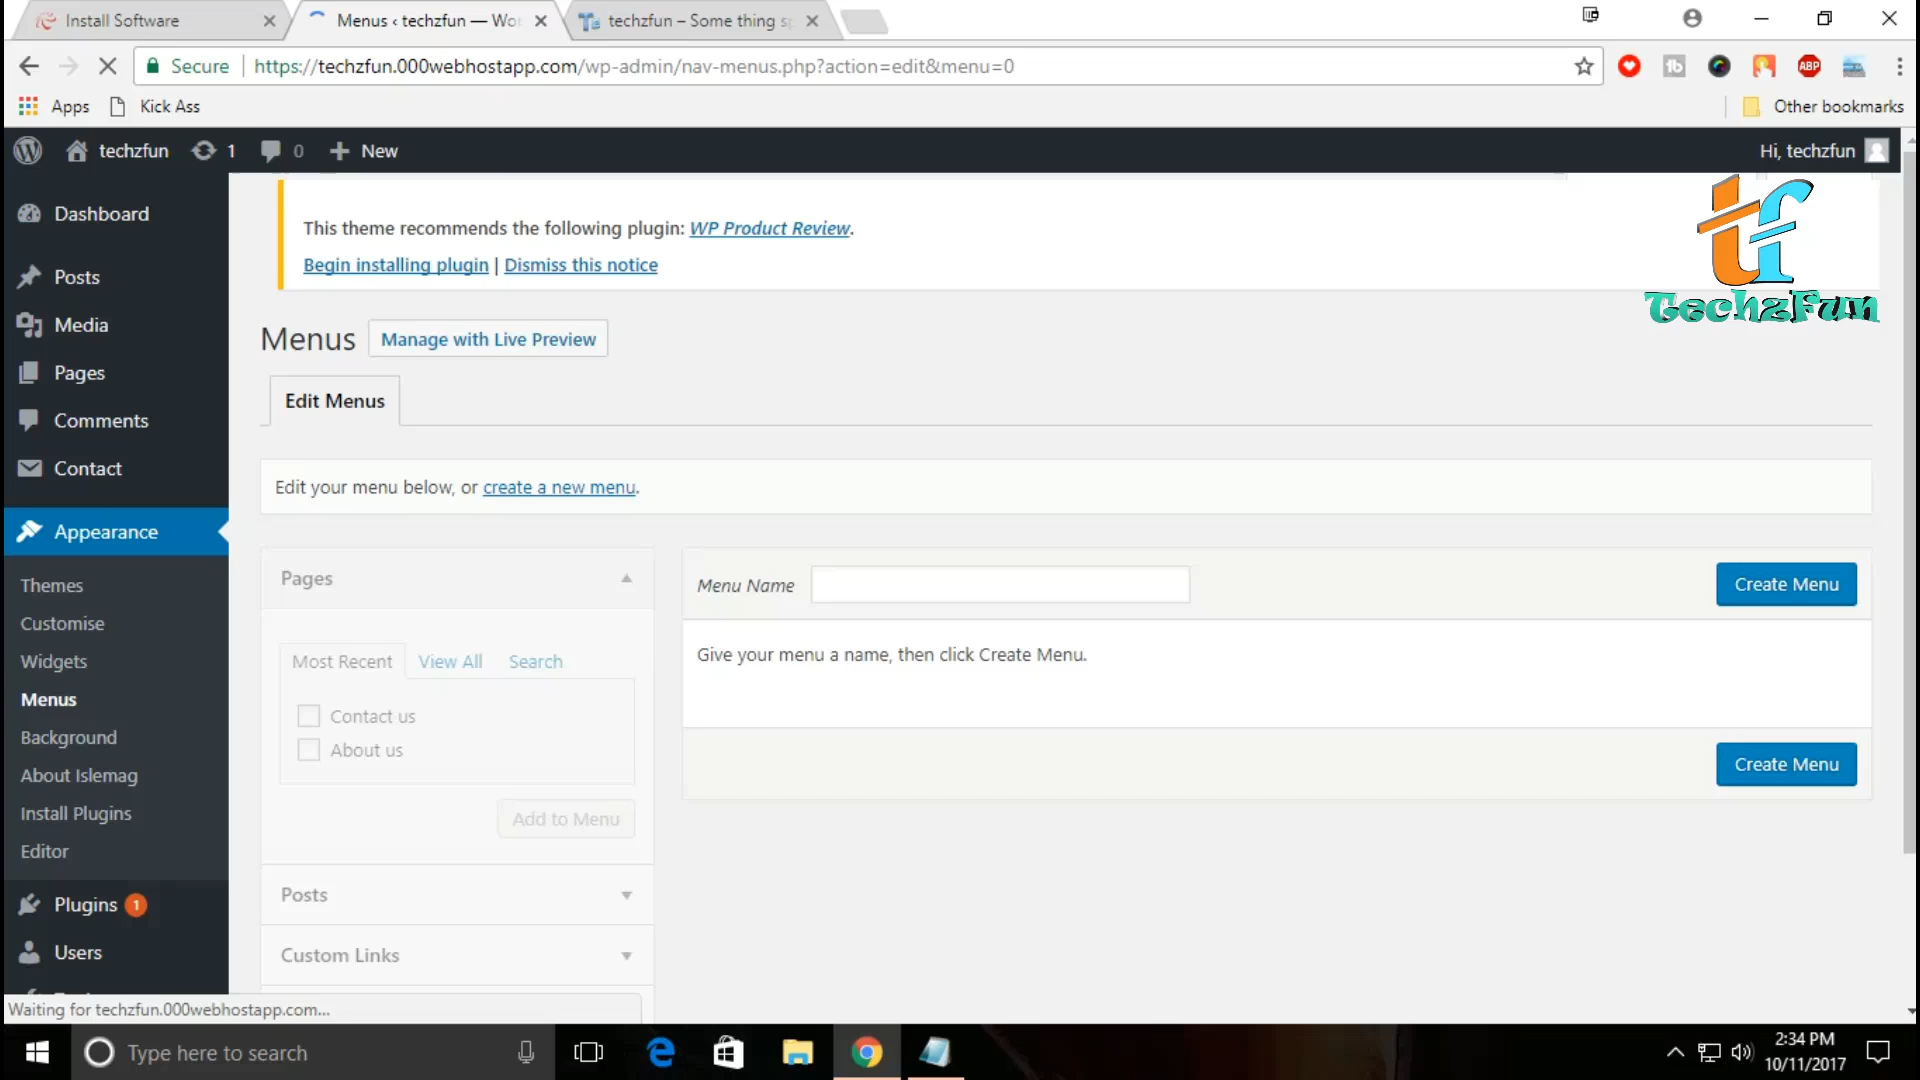 Install Software
Menus ‹ techzfun — Wo
techzfun – Some thing s
Secure
https://techzfun.000webhostapp.com/wp-admin/nav-menus.php?action=edit&menu=0
tb
ABP
Apps
Kick Ass
Other bookmarks
techzfun
1
0
New
Hi, techzfun
Dashboard
Posts
Media
Pages
Comments
Contact
Appearance
Themes
Customise
Widgets
Menus
Background
About Islemag
Install Plugins
Editor
Plugins 1
Users
This theme recommends the following plugin: WP Product Review.
Begin installing plugin | Dismiss this notice
tf
TechzFun
Menus
Manage with Live Preview
Edit Menus
Edit your menu below, or create a new menu.
Pages
Most Recent
View All
Search
Contact us
About us
Add to Menu
Posts
Custom Links
Menu Name
Create Menu
Give your menu a name, then click Create Menu.
Create Menu
Waiting for techzfun.000webhostapp.com...
Type here to search
2:34 PM
10/11/2017